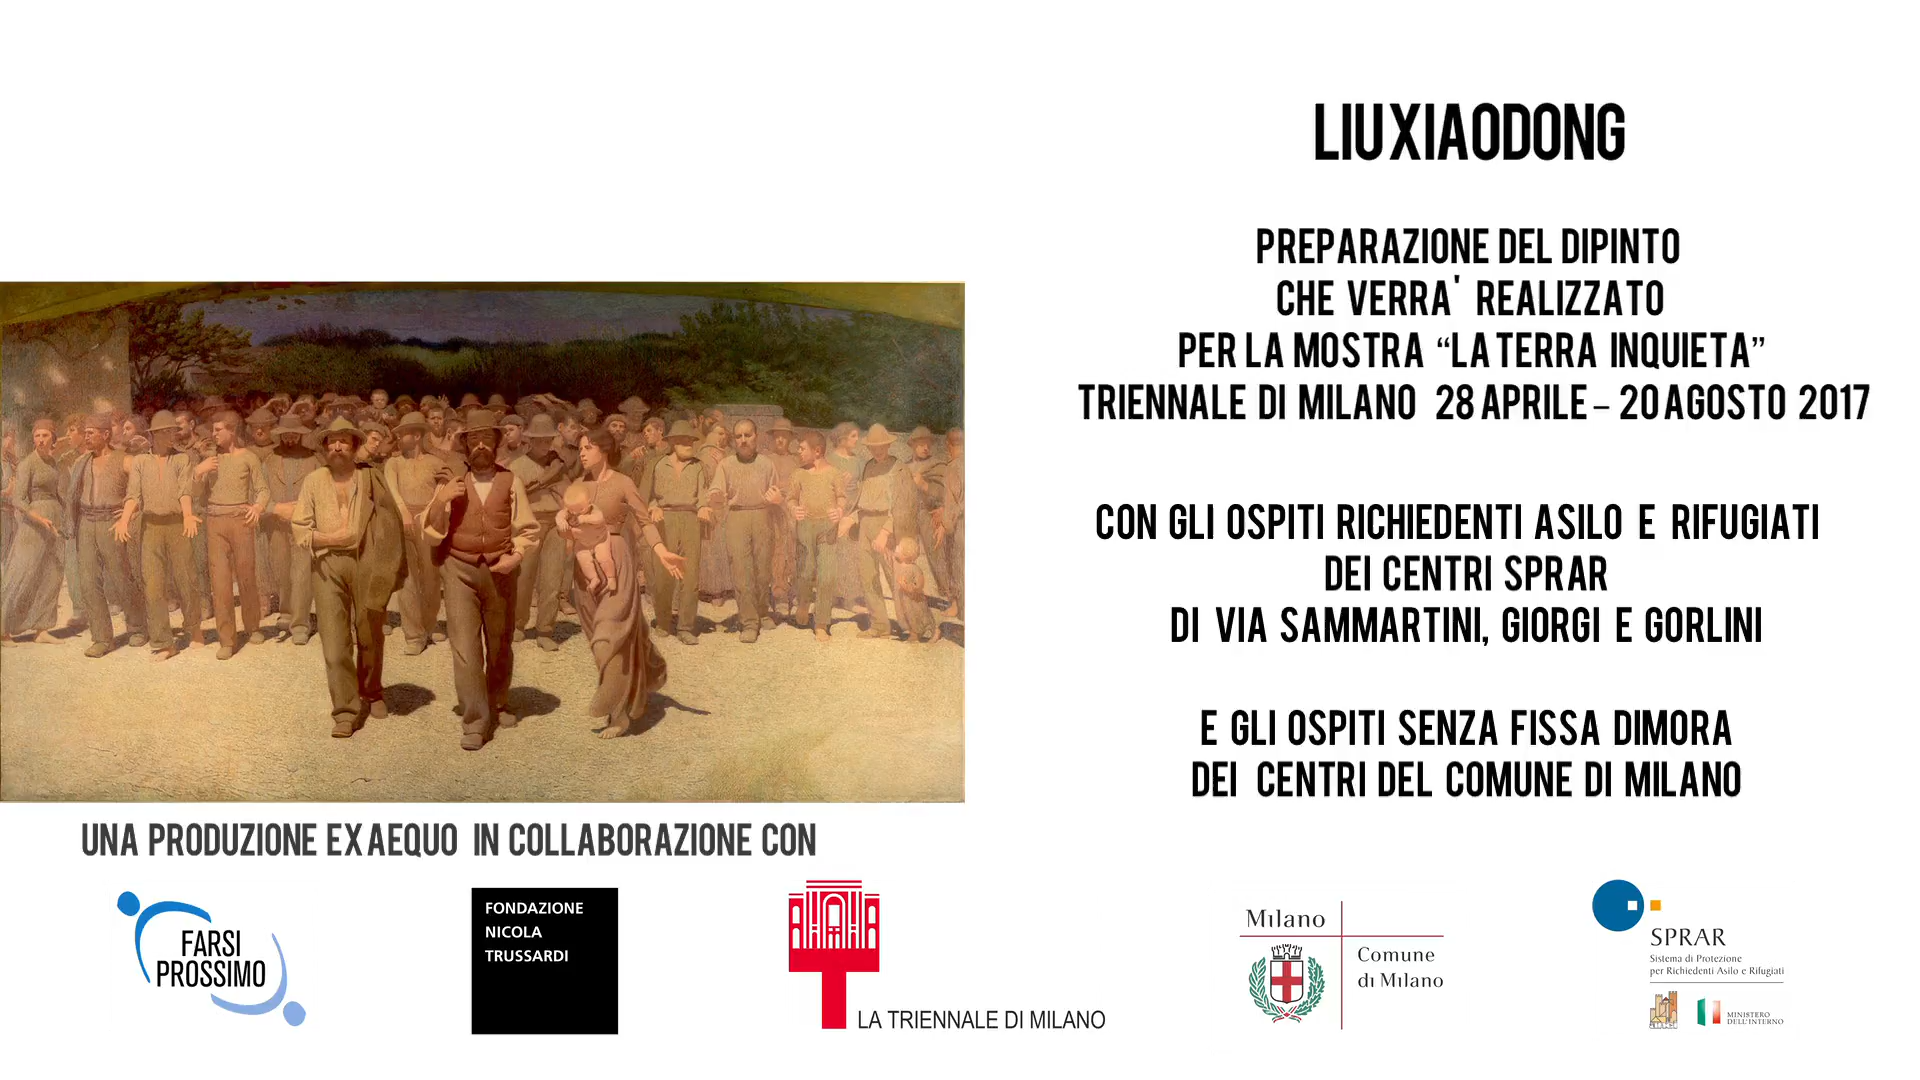 LIUXIAODONG
PREPARAZIONE DEL DIPINTO
CHE VERRA' REALIZZATO
PER LA MOSTRA “LA TERRA INQUIETA”
TRIENNALE DI MILANO 28 APRILE – 20 AGOSTO 2017
CON GLI OSPITI RICHIEDENTI ASILO E RIFUGIATI
DEI CENTRI SPRAR
DI VIA SAMMARTINI, GIORGI E GORLINI
E GLI OSPITI SENZA FISSA DIMORA
DEI CENTRI DEL COMUNE DI MILANO
UNA PRODUZIONE EXAEQUO IN COLLABORAZIONE CON
FARSI
PROSSIMO
FONDAZIONE
NICOLA
TRUSSARDI
LA TRIENNALE DI MILANO
Milano
Comune
di Milano
SPRAR
Sistema di Protezione
per Richiedenti Asilo e Rifugiati
MINISTERO
DELL'INTERNO